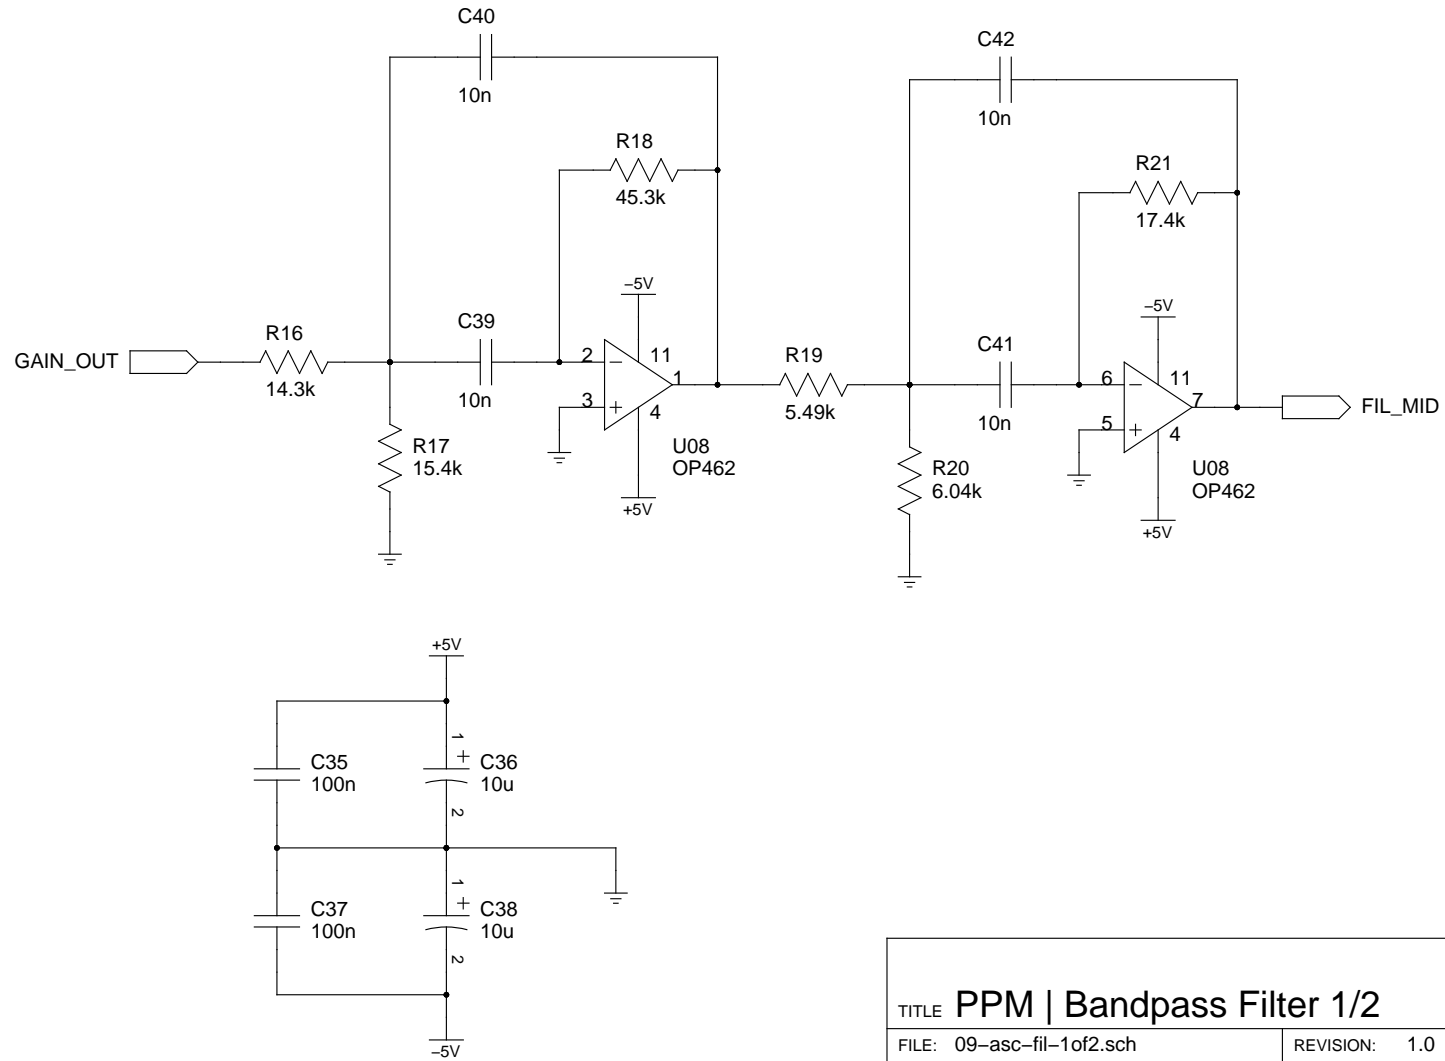 C40
10n
R18
45.3k
−5V
GAIN_OUT
R16
14.3k
C39
10n
2
−
11
1
3
+
4
R17
15.4k
U08
OP462
+5V
C42
10n
R21
17.4k
−5V
R19
5.49k
C41
10n
6
−
11
7
5
+
4
FIL_MID
R20
6.04k
U08
OP462
+5V
+5V
C35
100n
1
+
C36
10u
2
C37
100n
1
+
C38
10u
2
−5V
TITLE PPM | Bandpass Filter 1/2
FILE: 09−asc−fil−1of2.sch
REVISION: 1.0